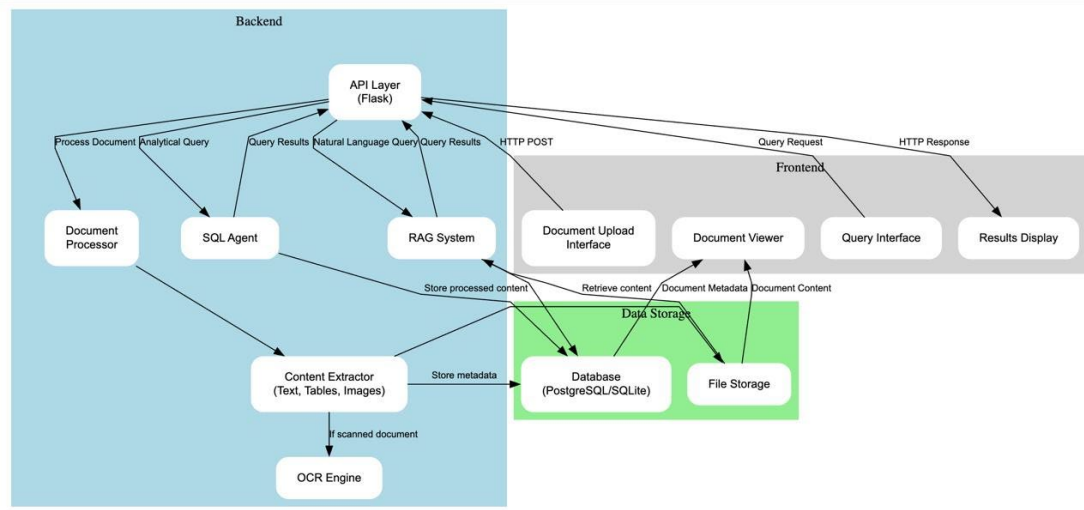 Backend
API Layer
(Flask)
Process Document
Analytical Query
Query Results
Natural Language Query
Query Results
HTTP POST
Query Request
HTTP Response
Frontend
Document
Processor
SQL Agent
RAG System
Document Upload
Interface
Document Viewer
Query Interface
Results Display
Store processed content
Retrieve content
Document Metadata
Document Content
Data Storage
Content Extractor
(Text, Tables, Images)
Store metadata
Database
(PostgreSQL/SQLite)
File Storage
If scanned document
OCR Engine